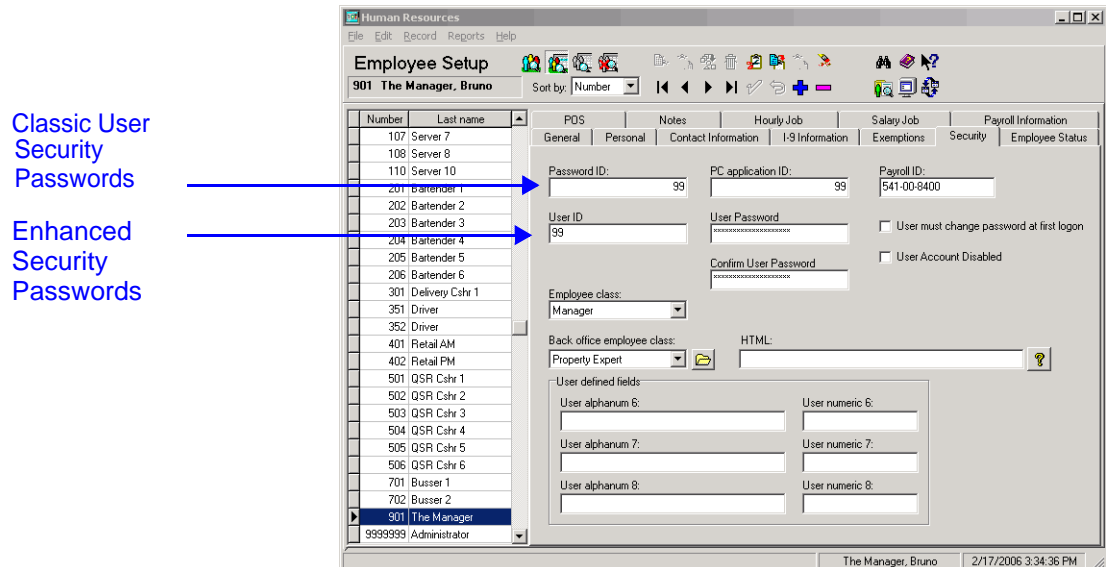 Human Resources
File Edit Record Reports Help
Employee Setup
901 The Manager, Bruno
Sort by: Number
Classic User
Security
Passwords
Enhanced
Security
Passwords
Number Last name
107 Server 7
108 Server 8
110 Server 10
201 Bartender 1
202 Bartender 2
203 Bartender 3
204 Bartender 4
205 Bartender 5
206 Bartender 6
301 Delivery Cshr 1
351 Driver
352 Driver
401 Retail AM
402 Retail PM
501 QSR Cshr 1
502 QSR Cshr 2
503 QSR Cshr 3
504 QSR Cshr 4
505 QSR Cshr 5
506 QSR Cshr 6
701 Busser 1
702 Busser 2
901 The Manager
9999999 Administrator
POS Notes Hourly Job Salary Job Payroll Information
General Personal Contact Information I-9 Information Exemptions Security Employee Status
Password ID: PC application ID: Payroll ID:
99 99 541-00-8400
User ID User Password
99 xxxxxxxxxxxxxxxxxxx
User must change password at first logon
User Account Disabled
Confirm User Password
xxxxxxxxxxxxxxxxxxx
Employee class:
Manager
Back office employee class: HTML:
Property Expert
User defined fields
User alphanum 6: User numeric 6:
User alphanum 7: User numeric 7:
User alphanum 8: User numeric 8:
The Manager, Bruno 2/17/2006 3:34:36 PM